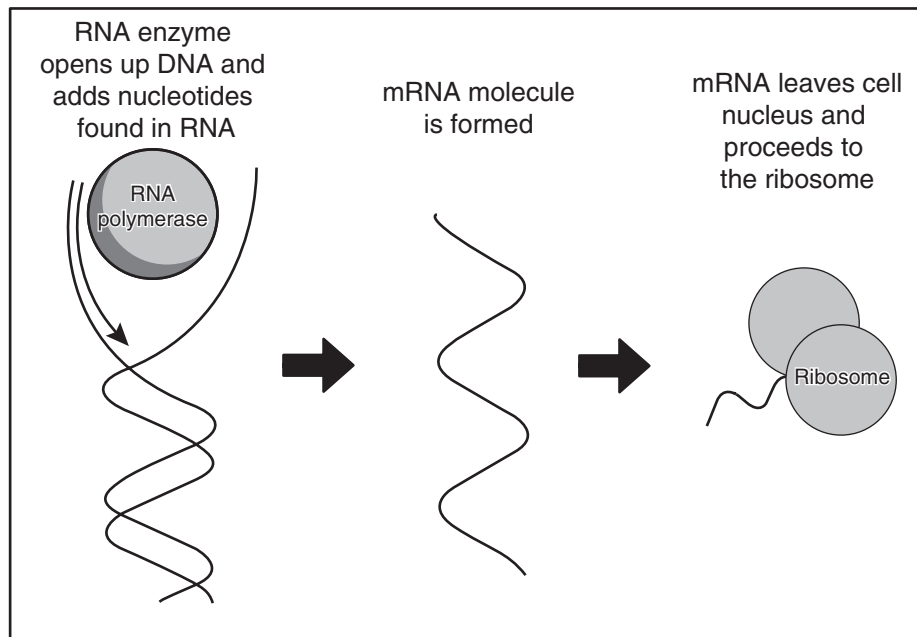 RNA enzyme
opens up DNA and
adds nucleotides
found in RNA
RNA
polymerase
mRNA molecule
is formed
mRNA leaves cell
nucleus and
proceeds to
the ribosome
Ribosome